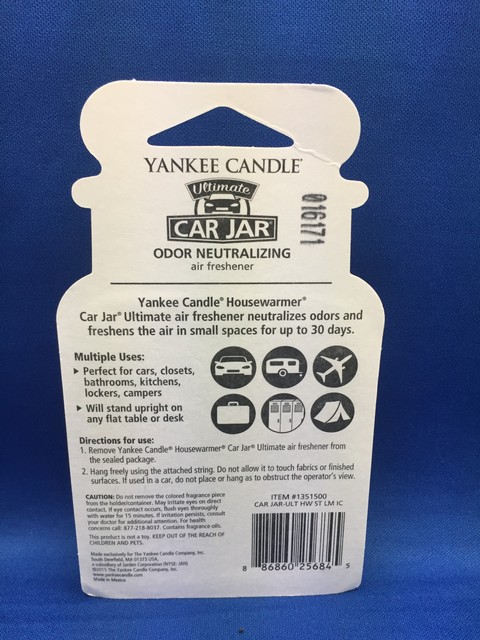 YANKEE CANDLE®
Ultimate
CAR JAR®
ODOR NEUTRALIZING
air freshener
016171
Yankee Candle® Housewarmer®
Car Jar® Ultimate air freshener neutralizes odors and
freshens the air in small spaces for up to 30 days.
Multiple Uses:
Perfect for cars, closets,
bathrooms, kitchens,
lockers, campers
Will stand upright on
any flat table or desk
Directions for use:
1. Remove Yankee Candle® Housewarmer® Car Jar® Ultimate air freshener from
the sealed package.
2. Hang freely using the attached string. Do not allow it to touch fabrics or finished
surfaces. If used in a car, do not place or hang as to obstruct the operator's view.
CAUTION: Do not remove the colored fragrance piece
from the holder/container. May irritate eyes on direct
contact. If eye contact occurs, flush eyes thoroughly
with water for 15 minutes. If irritation persists, consult
your doctor for additional attention. For health
concerns call: 877-218-8037. Contains fragrance oils.
This product is not a toy. KEEP OUT OF THE REACH OF
CHILDREN AND PETS.
Made exclusively for The Yankee Candle Company, Inc.
South Deerfield, MA 01373 USA,
a subsidiary of Jarden Corporation (NYSE: JAH)
©2015 The Yankee Candle Company, Inc.
www.yankeecandle.com
Made in Mexico
ITEM #1351500
CAR JAR-ULT HW ST LM IC
8 86860 25684 5